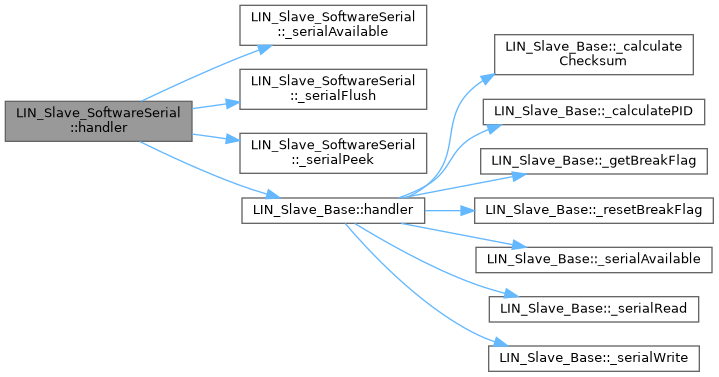 LIN_Slave_SoftwareSerial
::handler
LIN_Slave_SoftwareSerial
::_serialAvailable
LIN_Slave_SoftwareSerial
::_serialFlush
LIN_Slave_SoftwareSerial
::_serialPeek
LIN_Slave_Base::handler
LIN_Slave_Base::_calculate
Checksum
LIN_Slave_Base::_calculatePID
LIN_Slave_Base::_getBreakFlag
LIN_Slave_Base::_resetBreakFlag
LIN_Slave_Base::_serialAvailable
LIN_Slave_Base::_serialRead
LIN_Slave_Base::_serialWrite